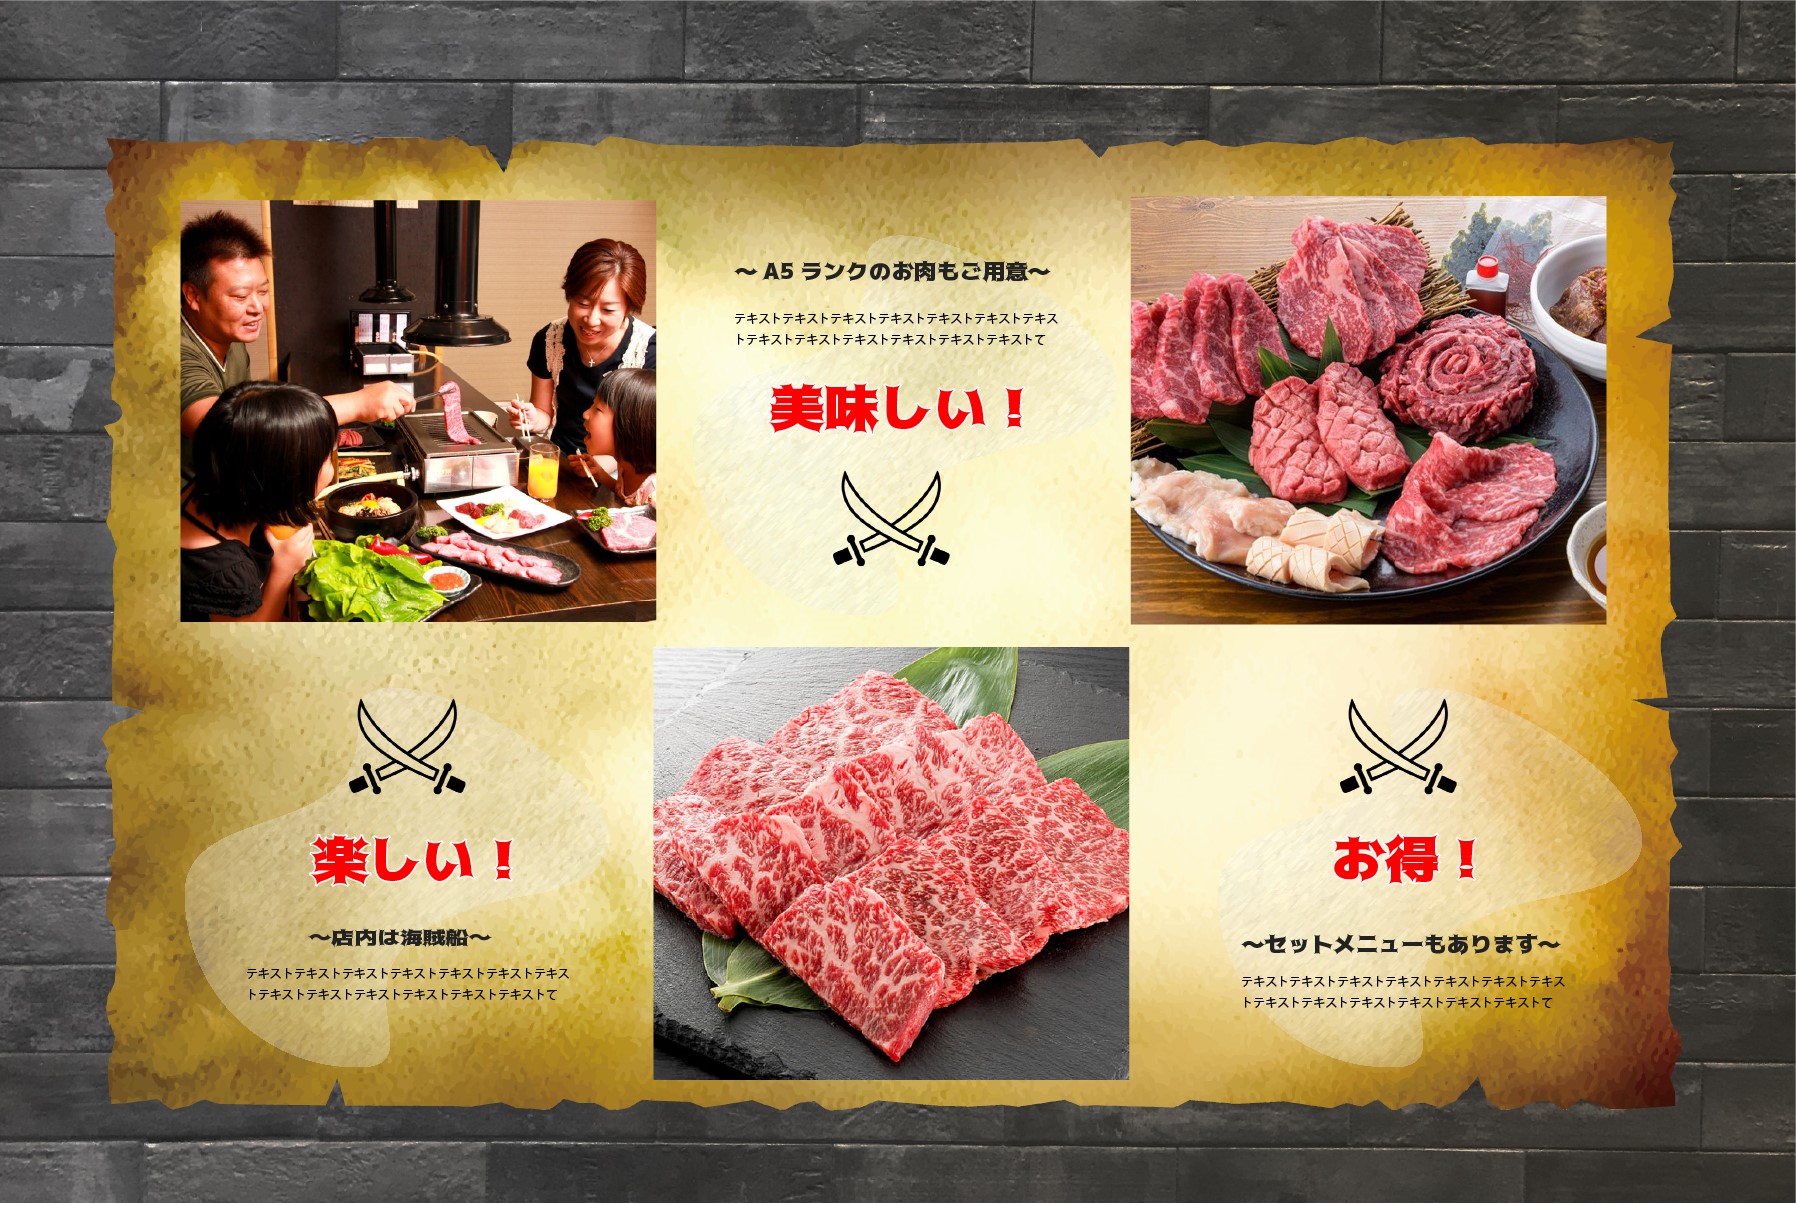 ～ A5 ランクのお肉もご用意～
テキストテキストテキストテキストテキストテキストテキス
トテキストテキストテキストテキストテキストテキストて
美味しい！
楽しい！
～店内は海賊船～
テキストテキストテキストテキストテキストテキストテキス
トテキストテキストテキストテキストテキストテキストて
お得！
～セットメニューもあります～
テキストテキストテキストテキストテキストテキストテキス
トテキストテキストテキストテキストテキストテキストて